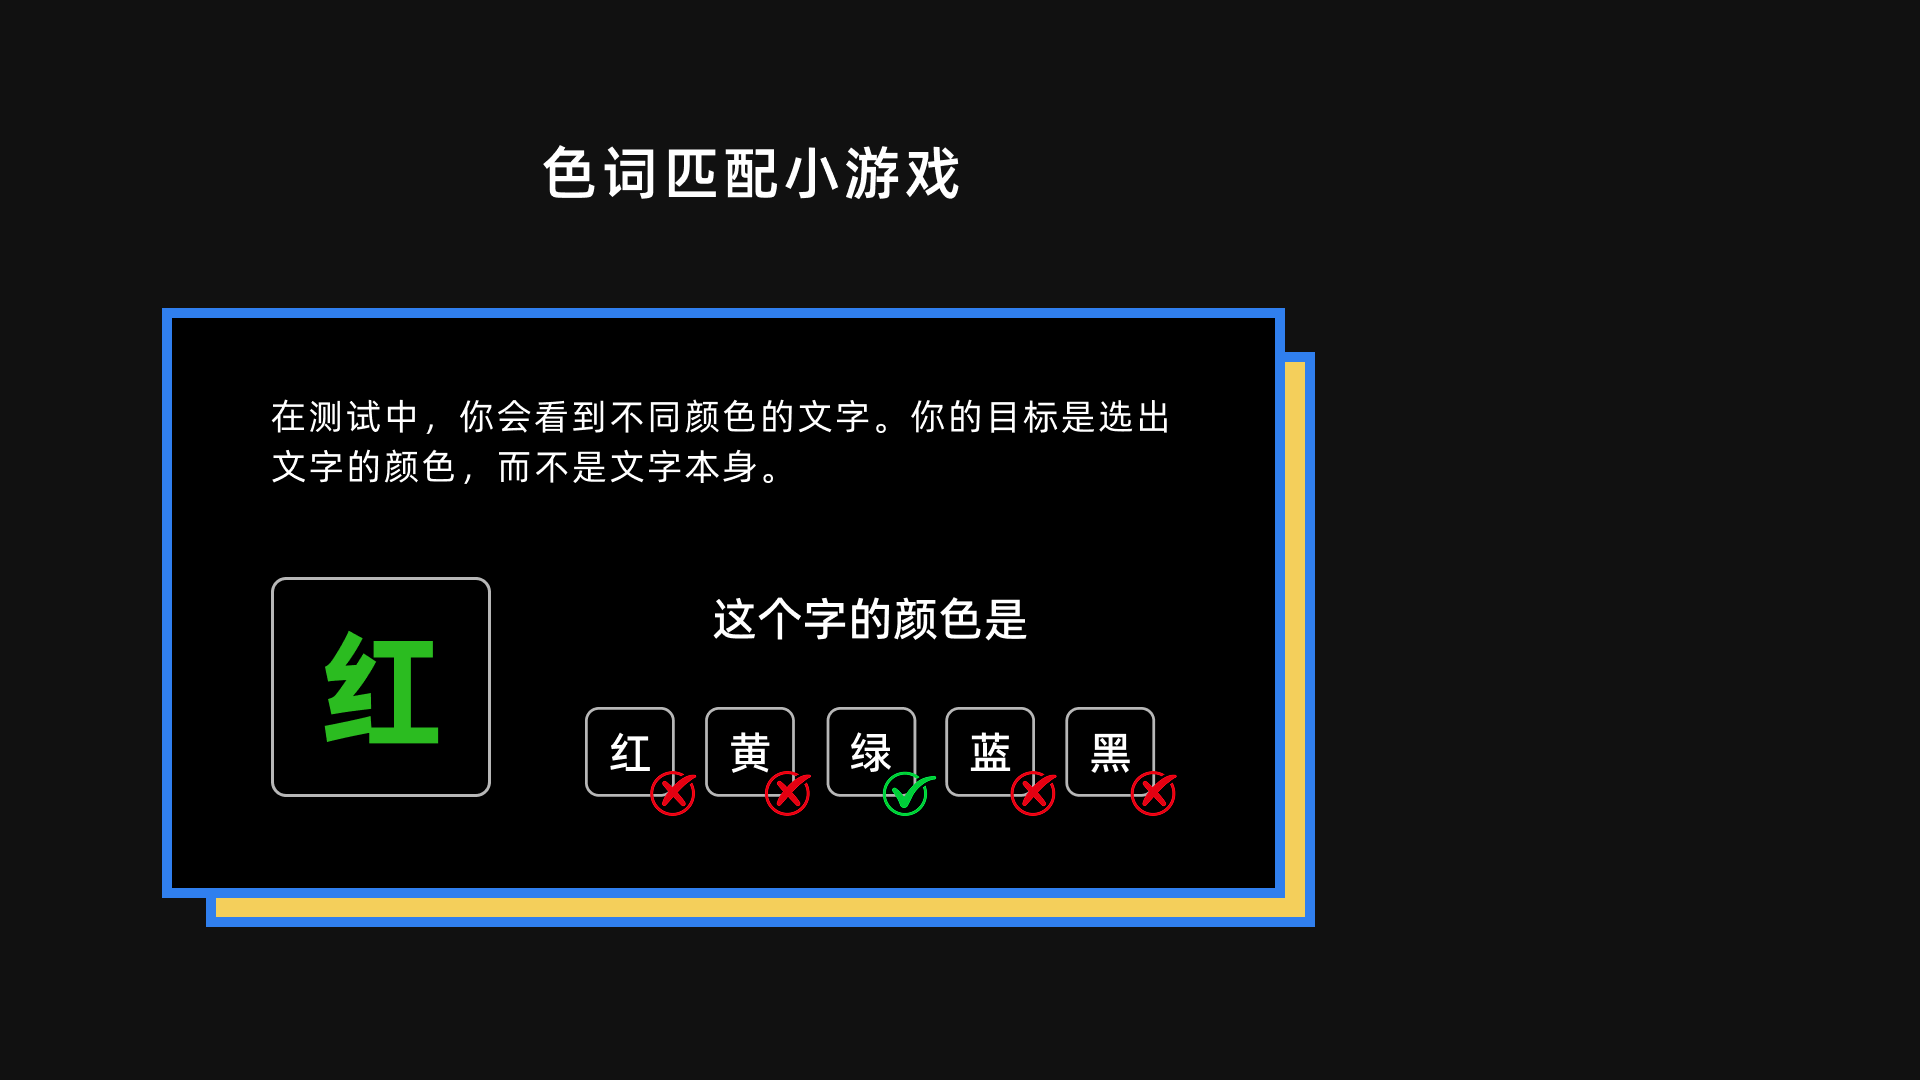 色词匹配小游戏
在测试中，你会看到不同颜色的文字。你的目标是选出
文字的颜色，而不是文字本身。
红
这个字的颜色是
红 黄 绿 蓝 黑